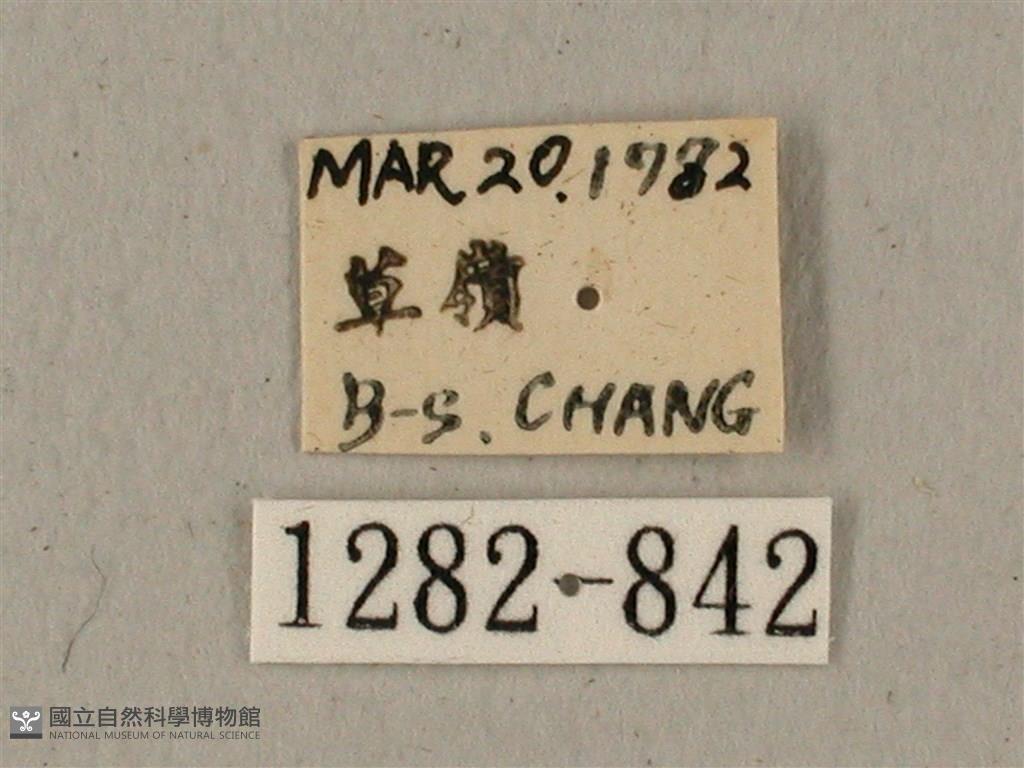 MAR 20.1982
草嶺
B-S. CHANG
1282-842
國立自然科學博物館
NATIONAL MUSEUM OF NATURAL SCIENCE